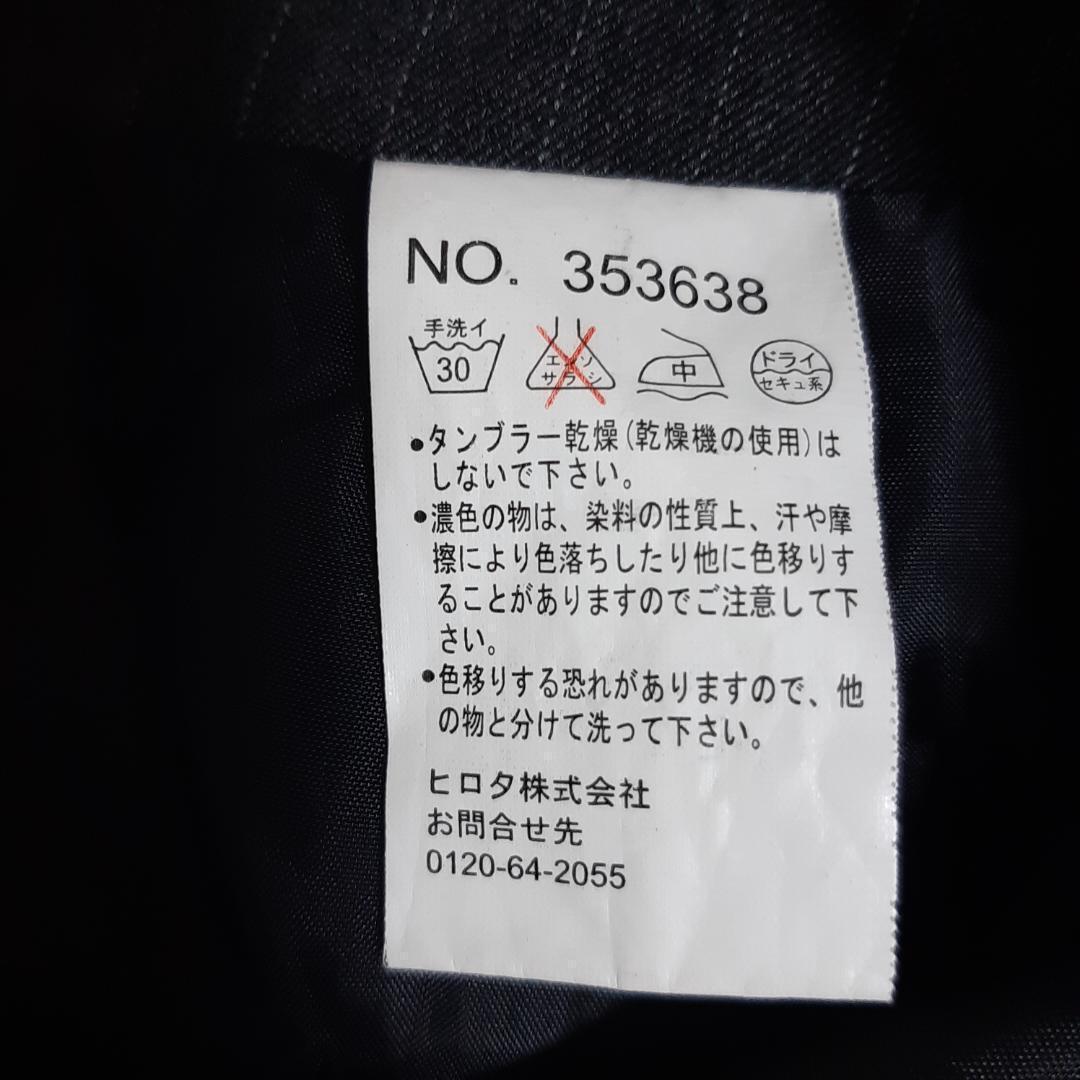 NO. 353638
手洗イ
30
エンソ
サラシ
中
ドライ
セキュ系
•タンブラー乾燥(乾燥機の使用)は
しないで下さい。
•濃色の物は、染料の性質上、汗や摩
擦により色落ちしたり他に色移りす
ることがありますのでご注意して下
さい。
•色移りする恐れがありますので、他
の物と分けて洗って下さい。
ヒロタ株式会社
お問合せ先
0120-64-2055